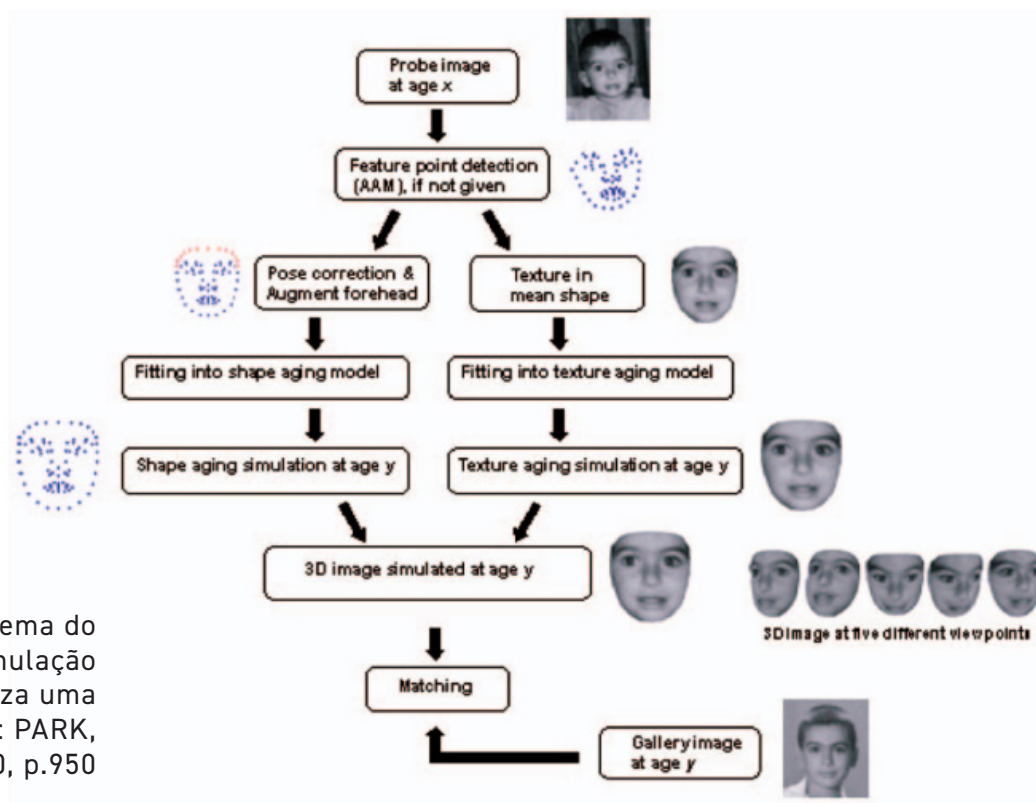 Probe image
at age x
Feature point detection
(AAM), if not given
Pose correction &
Augment forehead
Texture in
mean shape
Fitting into shape aging model
Fitting into texture aging model
Shape aging simulation at age y
Texture aging simulation at age y
3D image simulated at age y
3D image at five different viewpoints
Matching
Gallery image
at age y
ema do
nulação
za uma
: PARK,
0, p.950